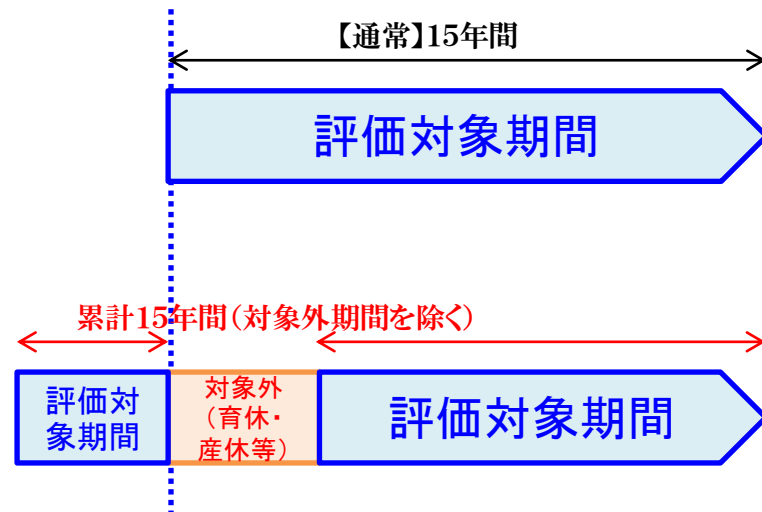 【通常】15年間
評価対象期間
累計15年間(対象外期間を除く)
評価対
象期間
対象外
(育休・
産休等)
評価対象期間